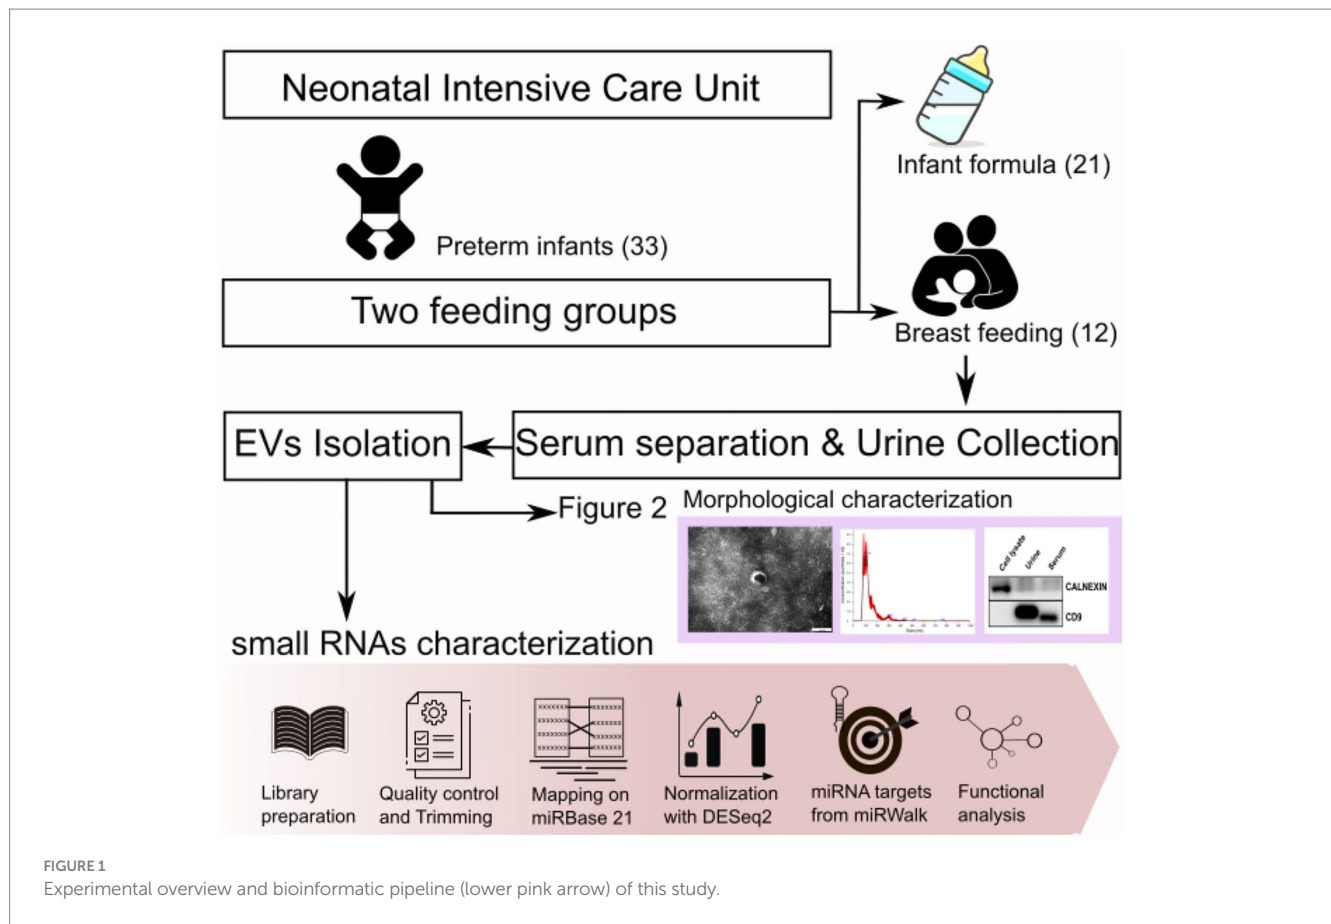 Neonatal Intensive Care Unit
Infant formula (21)
Preterm infants (33)
Two feeding groups
Breast feeding (12)
EVs Isolation
Serum separation & Urine Collection
Figure 2
Morphological characterization
Cell lysate
Urine
Serum
CALNEXIN
CD9
small RNAs characterization
Library
preparation
Quality control
and Trimming
Mapping on
miRBase 21
Normalization
with DESeq2
miRNA targets
from miRWalk
Functional
analysis
FIGURE 1
Experimental overview and bioinformatic pipeline (lower pink arrow) of this study.